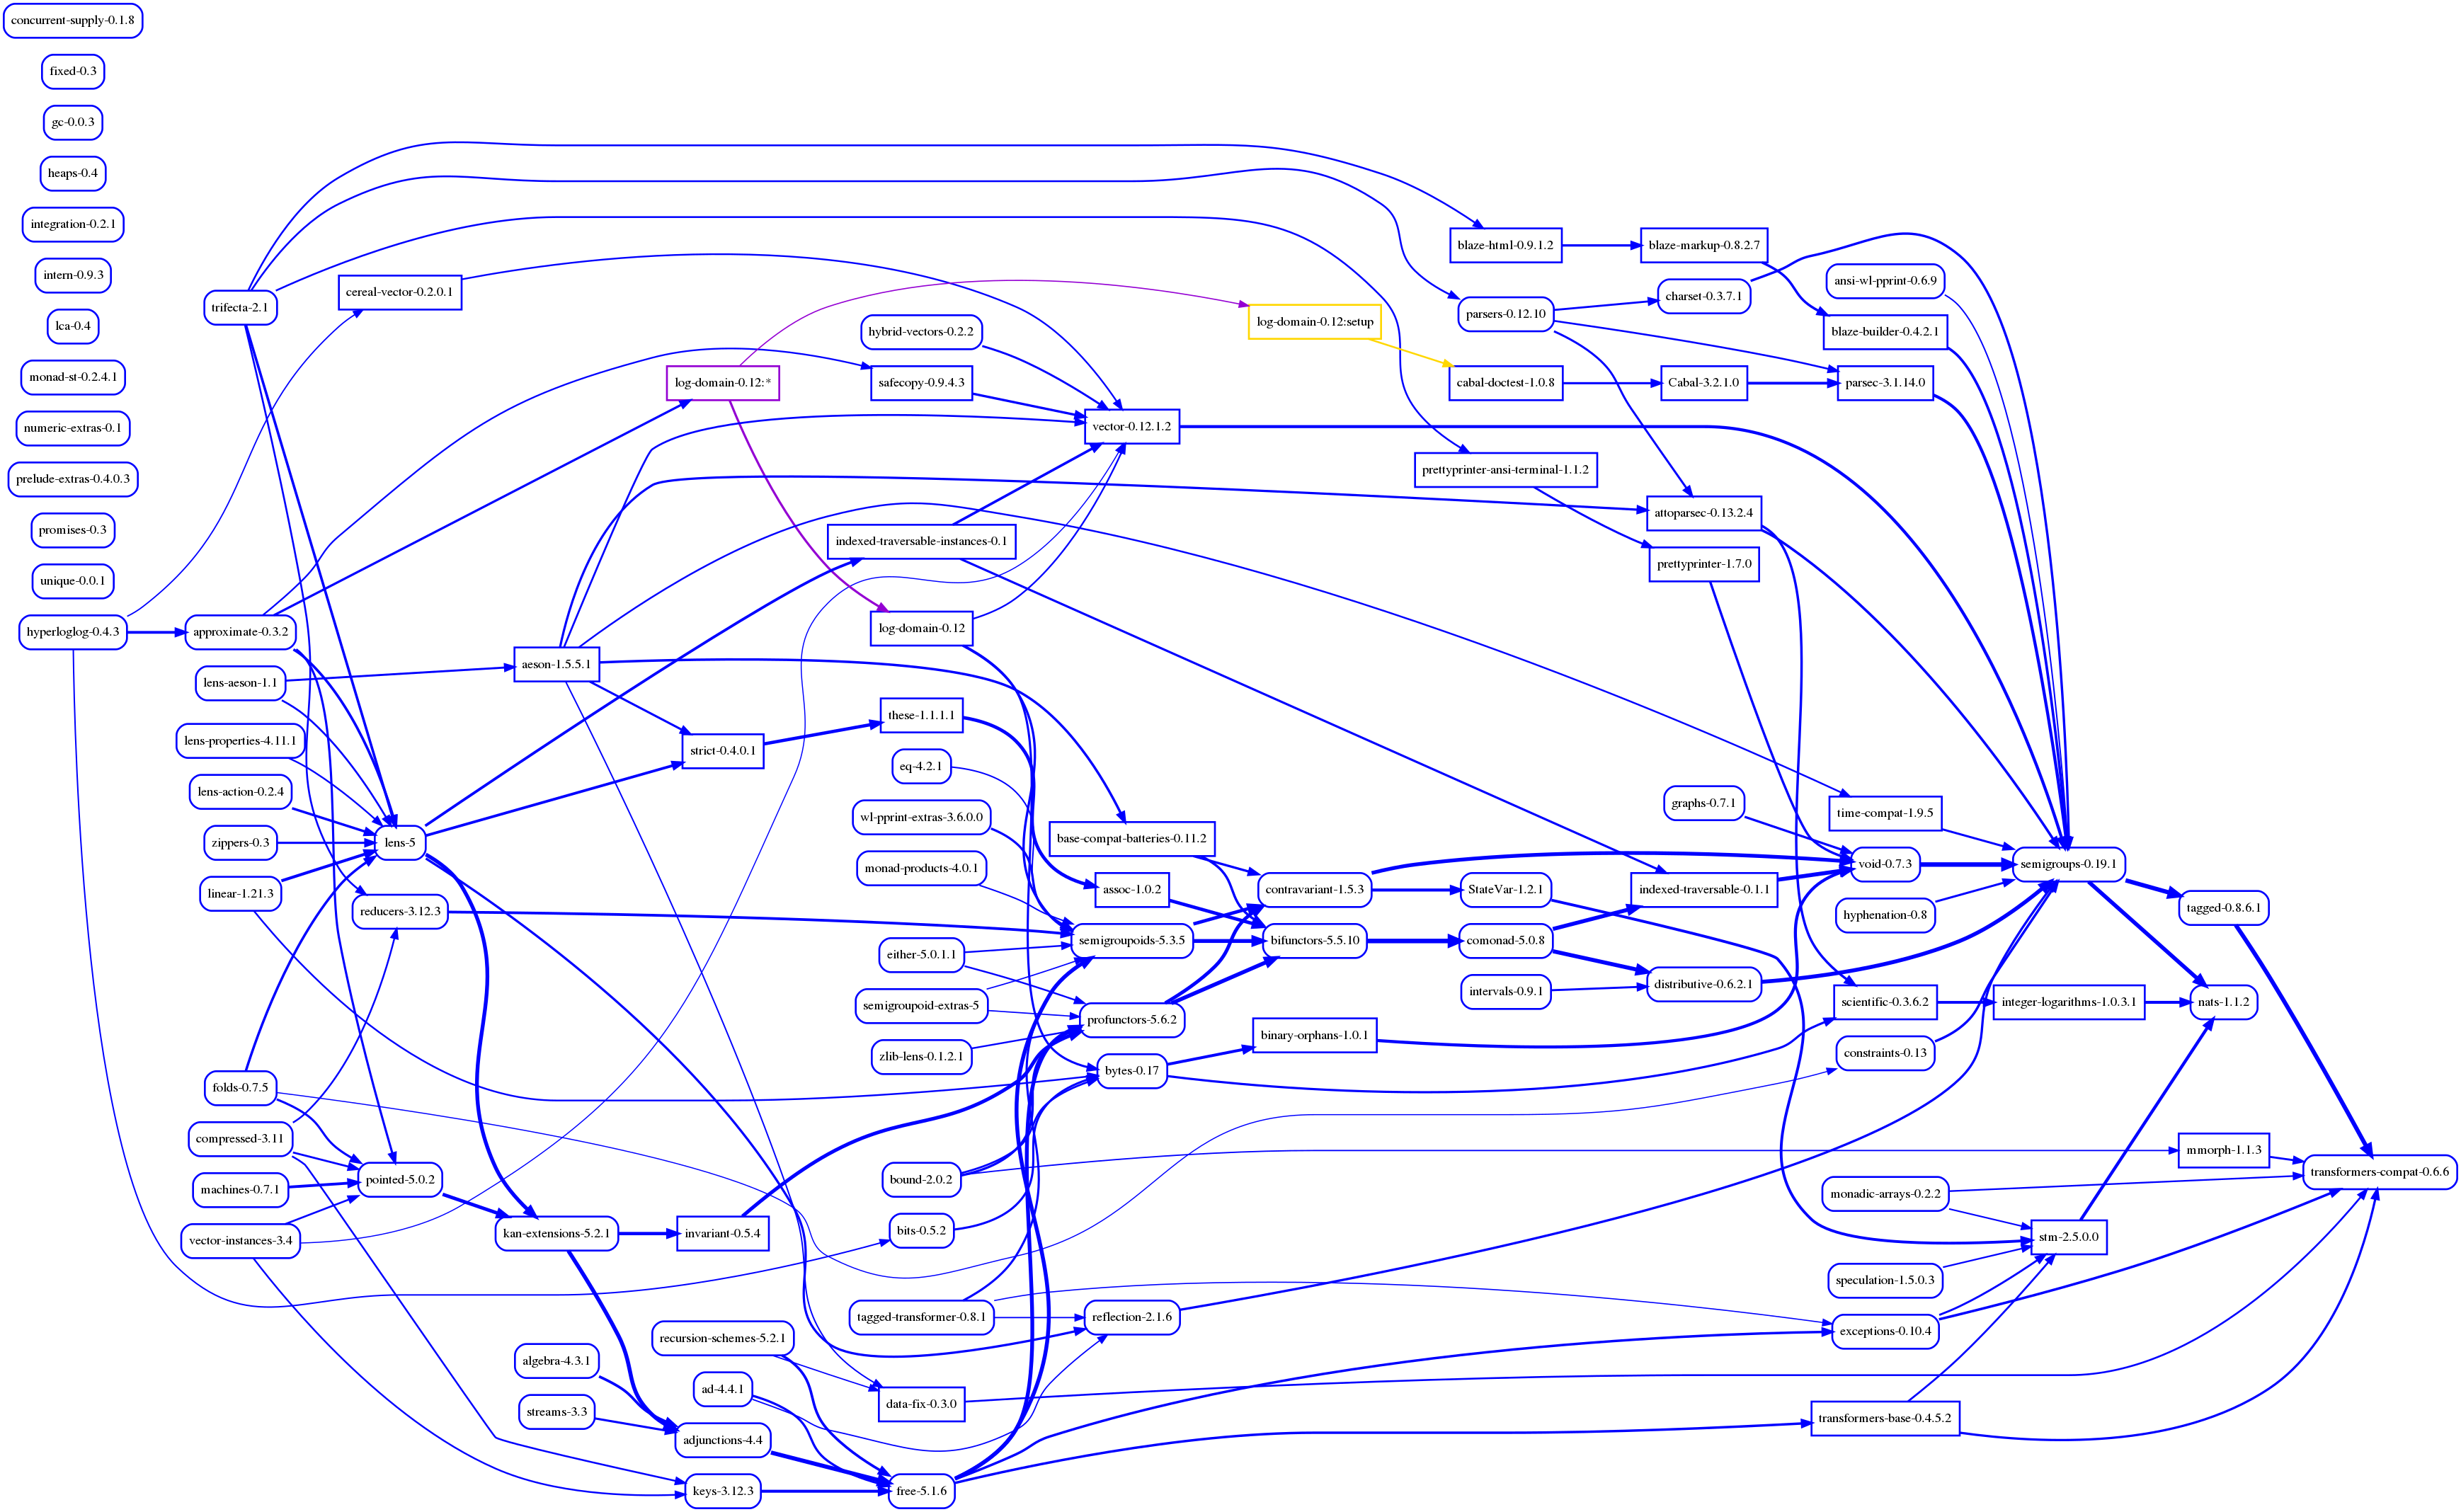 concurrent-supply-0.1.8
fixed-0.3
gc-0.0.3
heaps-0.4
integration-0.2.1
intern-0.9.3
lca-0.4
monad-st-0.2.4.1
numeric-extras-0.1
prelude-extras-0.4.0.3
promises-0.3
unique-0.0.1
hyperloglog-0.4.3
trifecta-2.1
approximate-0.3.2
lens-aeson-1.1
lens-properties-4.11.1
lens-action-0.2.4
zippers-0.3
linear-1.21.3
folds-0.7.5
compressed-3.11
machines-0.7.1
vector-instances-3.4
cereal-vector-0.2.0.1
lens-5
reducers-3.12.3
pointed-5.0.2
aeson-1.5.5.1
kan-extensions-5.2.1
algebra-4.3.1
streams-3.3
log-domain-0.12:*
strict-0.4.0.1
invariant-0.5.4
recursion-schemes-5.2.1
ad-4.4.1
adjunctions-4.4
keys-3.12.3
hybrid-vectors-0.2.2
safecopy-0.9.4.3
indexed-traversable-instances-0.1
log-domain-0.12
these-1.1.1.1
eq-4.2.1
wl-pprint-extras-3.6.0.0
monad-products-4.0.1
either-5.0.1.1
semigroupoid-extras-5
zlib-lens-0.1.2.1
bound-2.0.2
bits-0.5.2
tagged-transformer-0.8.1
data-fix-0.3.0
free-5.1.6
vector-0.12.1.2
base-compat-batteries-0.11.2
assoc-1.0.2
semigroupoids-5.3.5
profunctors-5.6.2
bytes-0.17
reflection-2.1.6
log-domain-0.12:setup
contravariant-1.5.3
bifunctors-5.5.10
binary-orphans-1.0.1
blaze-html-0.9.1.2
parsers-0.12.10
cabal-doctest-1.0.8
prettyprinter-ansi-terminal-1.1.2
StateVar-1.2.1
comonad-5.0.8
intervals-0.9.1
blaze-markup-0.8.2.7
charset-0.3.7.1
Cabal-3.2.1.0
attoparsec-0.13.2.4
prettyprinter-1.7.0
graphs-0.7.1
indexed-traversable-0.1.1
distributive-0.6.2.1
ansi-wl-pprint-0.6.9
blaze-builder-0.4.2.1
parsec-3.1.14.0
time-compat-1.9.5
void-0.7.3
hyphenation-0.8
scientific-0.3.6.2
constraints-0.13
monadic-arrays-0.2.2
speculation-1.5.0.3
exceptions-0.10.4
transformers-base-0.4.5.2
semigroups-0.19.1
integer-logarithms-1.0.3.1
stm-2.5.0.0
tagged-0.8.6.1
nats-1.1.2
mmorph-1.1.3
transformers-compat-0.6.6